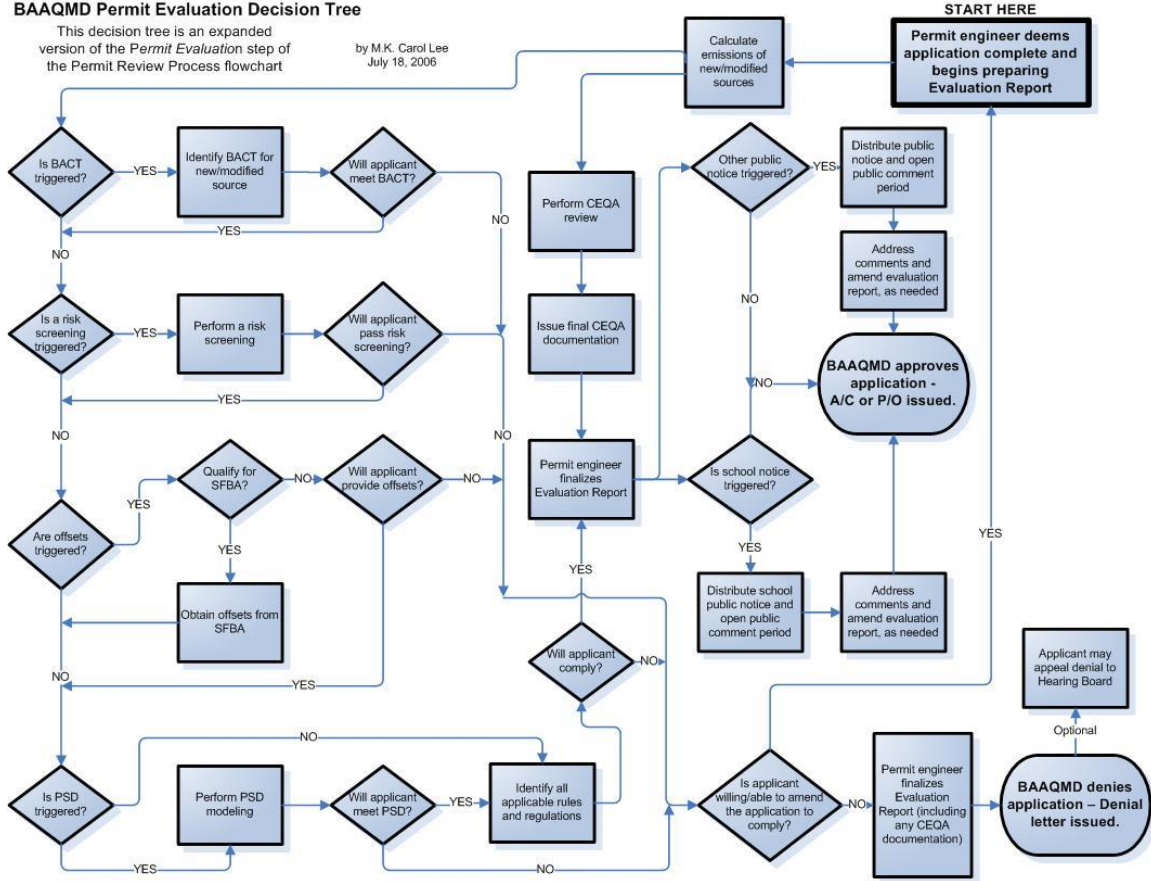 BAAQMD Permit Evaluation Decision Tree
This decision tree is an expanded
version of the Permit Evaluation step of
the Permit Review Process flowchart
by M.K. Carol Lee
July 18, 2006
START HERE
Permit engineer deems
application complete and
begins preparing
Evaluation Report
Calculate
emissions of
new/modified
sources
Is BACT
triggered?
YES
Identify BACT for
new/modified
source
Will applicant
meet BACT?
NO
YES
NO
Perform CEQA
review
Other public
notice triggered?
YES
Distribute public
notice and open
public comment
period
Address
comments and
amend evaluation
report, as needed
NO
Is a risk
screening
triggered?
YES
Perform a risk
screening
Will applicant
pass risk
screening?
YES
NO
NO
Issue final CEQA
documentation
BAAQMD approves
application -
A/C or P/O issued.
NO
Are offsets
triggered?
YES
Qualify for
SFBA?
NO
Will applicant
provide offsets?
NO
YES
Obtain offsets from
SFBA
NO
YES
Permit engineer
finalizes
Evaluation Report
Is school notice
triggered?
YES
Distribute school
public notice and
open public
comment period
Address
comments and
amend evaluation
report, as needed
YES
YES
Will applicant
comply?
NO
Is PSD
triggered?
NO
YES
Perform PSD
modeling
Will applicant
meet PSD?
YES
NO
Identify all
applicable rules
and regulations
Is applicant
willing/able to amend
the application to
comply?
NO
Permit engineer
finalizes
Evaluation
Report (including
any CEQA
documentation)
BAAQMD denies
application – Denial
letter issued.
Optional
Applicant may
appeal denial to
Hearing Board